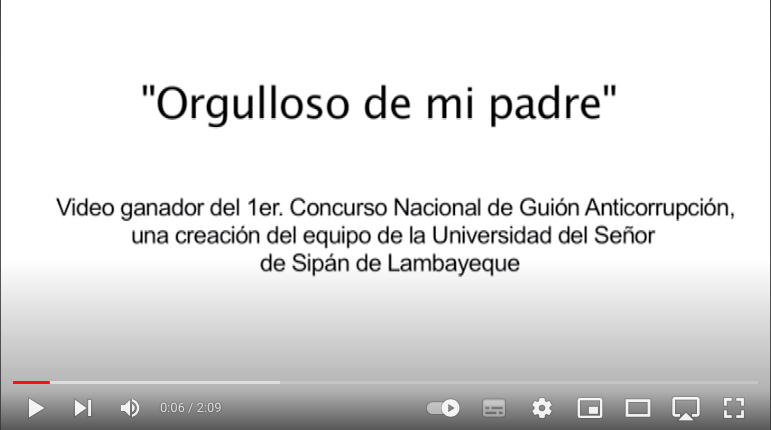 "Orgulloso de mi padre"
Video ganador del 1er. Concurso Nacional de Guión Anticorrupción,
una creación del equipo de la Universidad del Señor
de Sipán de Lambayeque
0:06 / 2:09